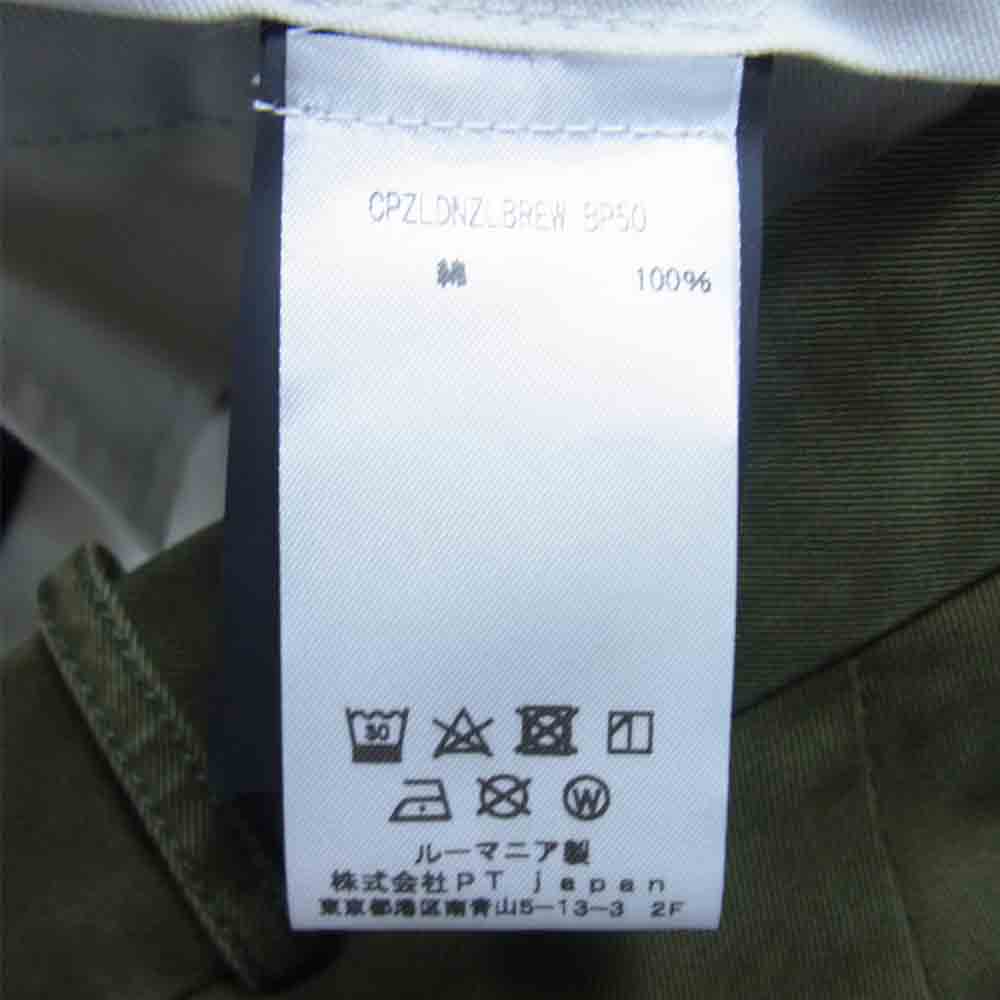 CPZLDNZLBREW BP50
綿 100%
30
W
ルーマニア製
株式会社PT japan
東京都港区南青山5-13-3 2F